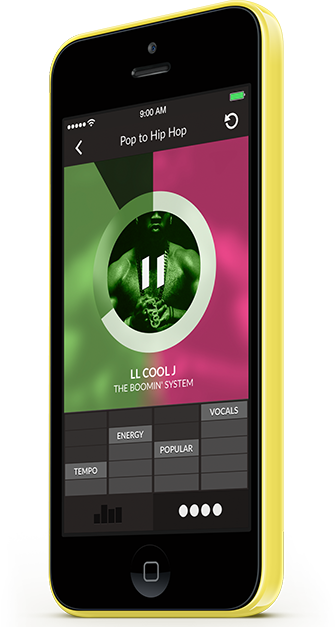 9:00 AM
Pop to Hip Hop
LL COOL J
THE BOOMIN' SYSTEM
VOCALS
ENERGY
POPULAR
TEMPO